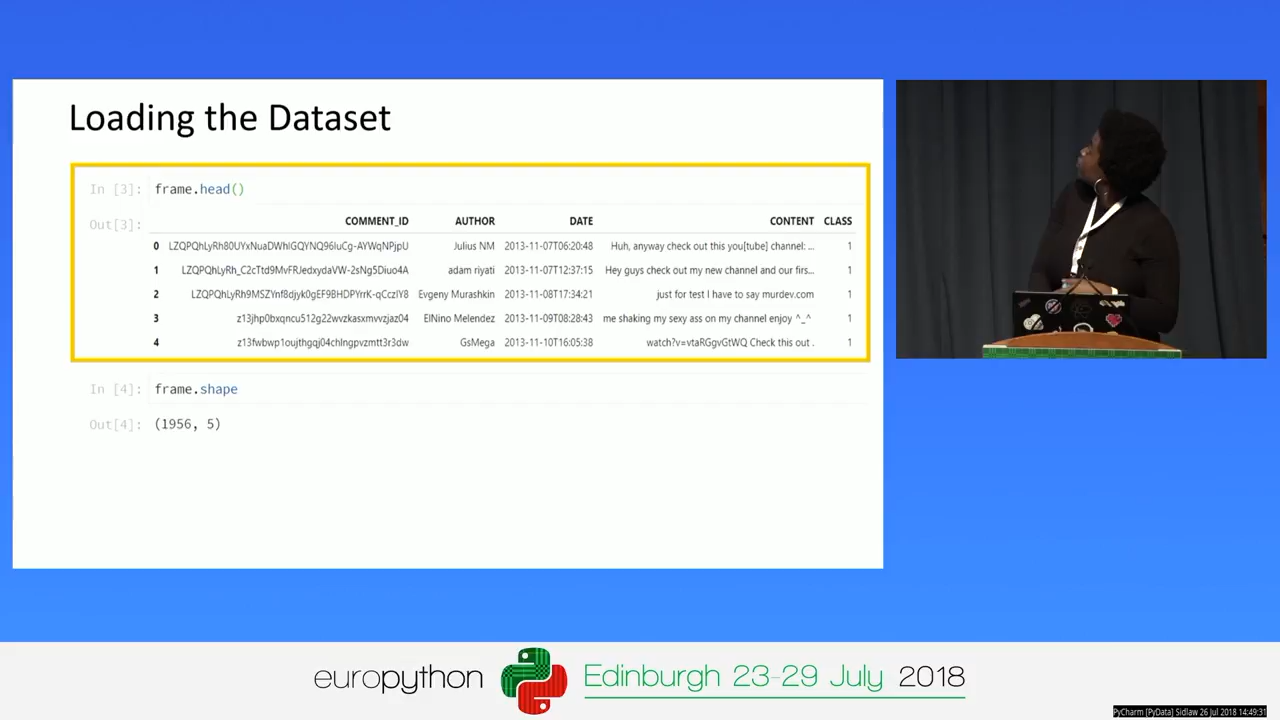 Loading the Dataset
In [3]: frame.head()
Out[3]:
COMMENT_ID AUTHOR DATE CONTENT CLASS
0 LZQPQhLyRh80UYxNuaDWhIGQYNQ96IuCg-AYWqNPjpU Julius NM 2013-11-07T06:20:48 Huh, anyway check out this you[tube] channel: ... 1
1 LZQPQhLyRh_C2cTtd9MvFRJedxydaVW-2sNg5Diuo4A adam riyati 2013-11-07T12:37:15 Hey guys check out my new channel and our firs... 1
2 LZQPQhLyRh9MSZYnf8djyk0gEF9BHDPYrrK-qCczIY8 Evgeny Murashkin 2013-11-08T17:34:21 just for test I have to say murdev.com 1
3 z13jhp0bxqncu512g22wvzkasxmvvzjaz04 ElNino Melendez 2013-11-09T08:28:43 me shaking my sexy ass on my channel enjoy ^_^ 1
4 z13fwbwp1oujthgqj04chlngpvzmtt3r3dw GsMega 2013-11-10T16:05:38 watch?v=vtaRGgvGtWQ Check this out . 1
In [4]: frame.shape
Out[4]: (1956, 5)
europython Edinburgh 23-29 July 2018
PyCharm [PyData] Sidlaw 26 Jul 2018 14:49:31